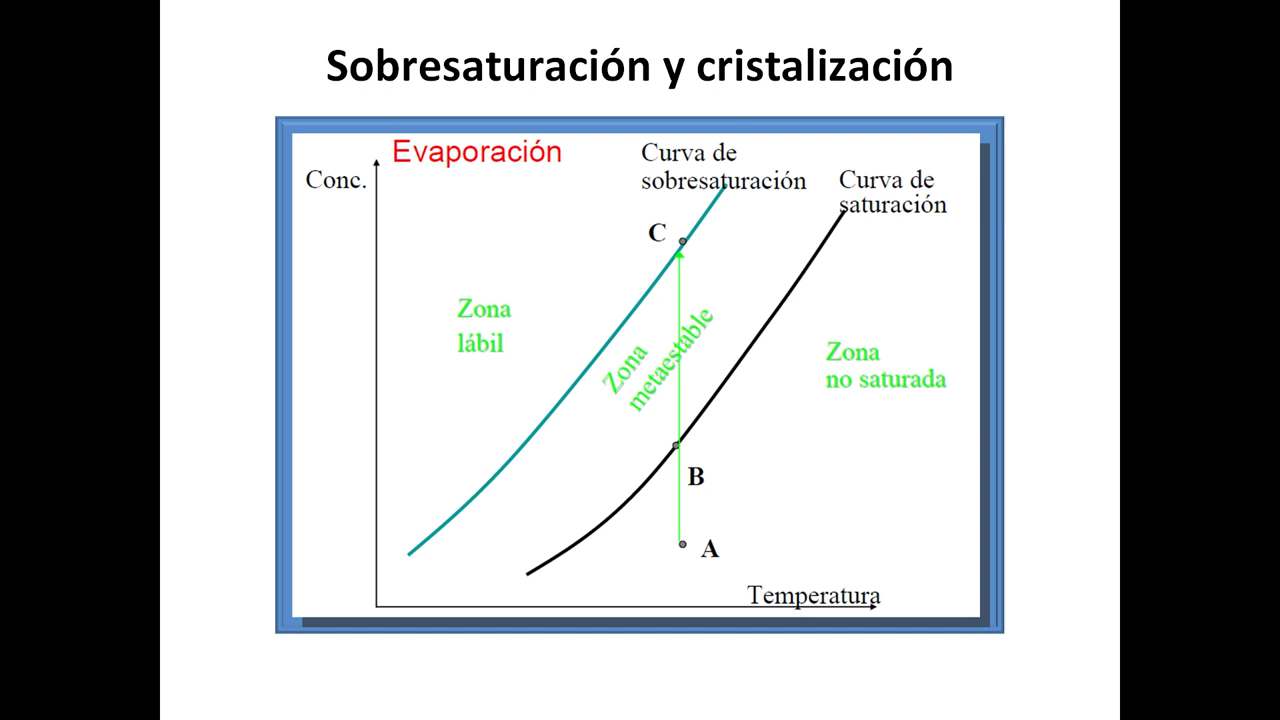 Sobresaturación y cristalización
Evaporación
Conc.
Curva de
sobresaturación
Curva de
saturación
C
Zona
lábil
Zona
metaestable
Zona
no saturada
B
A
Temperatura